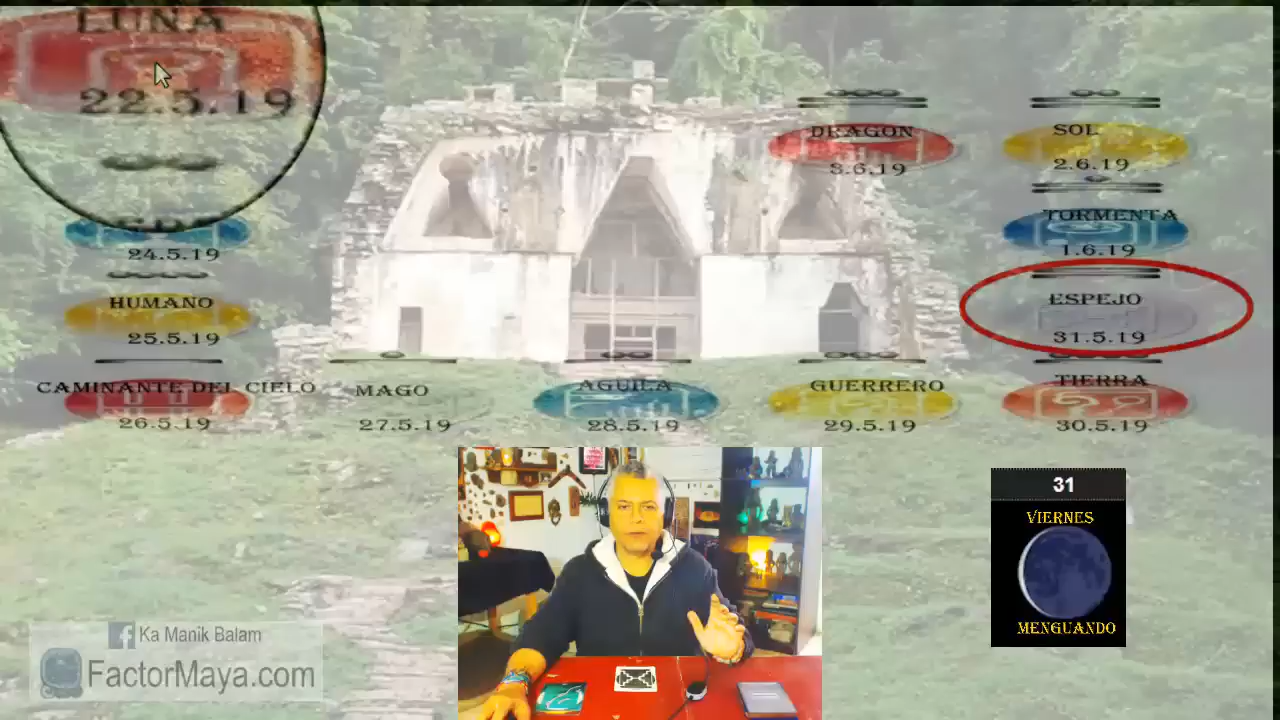 LUNA
22.5.19
DRAGON
3.6.19
SOL
2.6.19
24.5.19
TORMENTA
1.6.19
HUMANO
25.5.19
ESPEJO
31.5.19
CAMINANTE DEL CIELO
26.5.19
MAGO
27.5.19
AGUILA
28.5.19
GUERRERO
29.5.19
TIERRA
30.5.19
31
VIERNES
MENGUANDO
Ka Manik Balam
FactorMaya.com